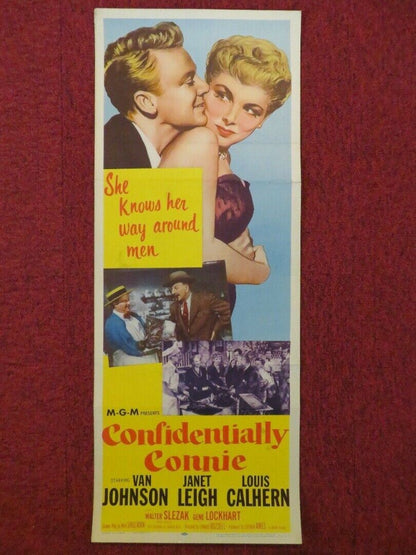 She
Knows her
way around
men
M-G-M PRESENTS
Confidentially
Connie
STARRING VAN JANET LOUIS
JOHNSON LEIGH CALHERN
WALTER SLEZAK GENE LOCKHART